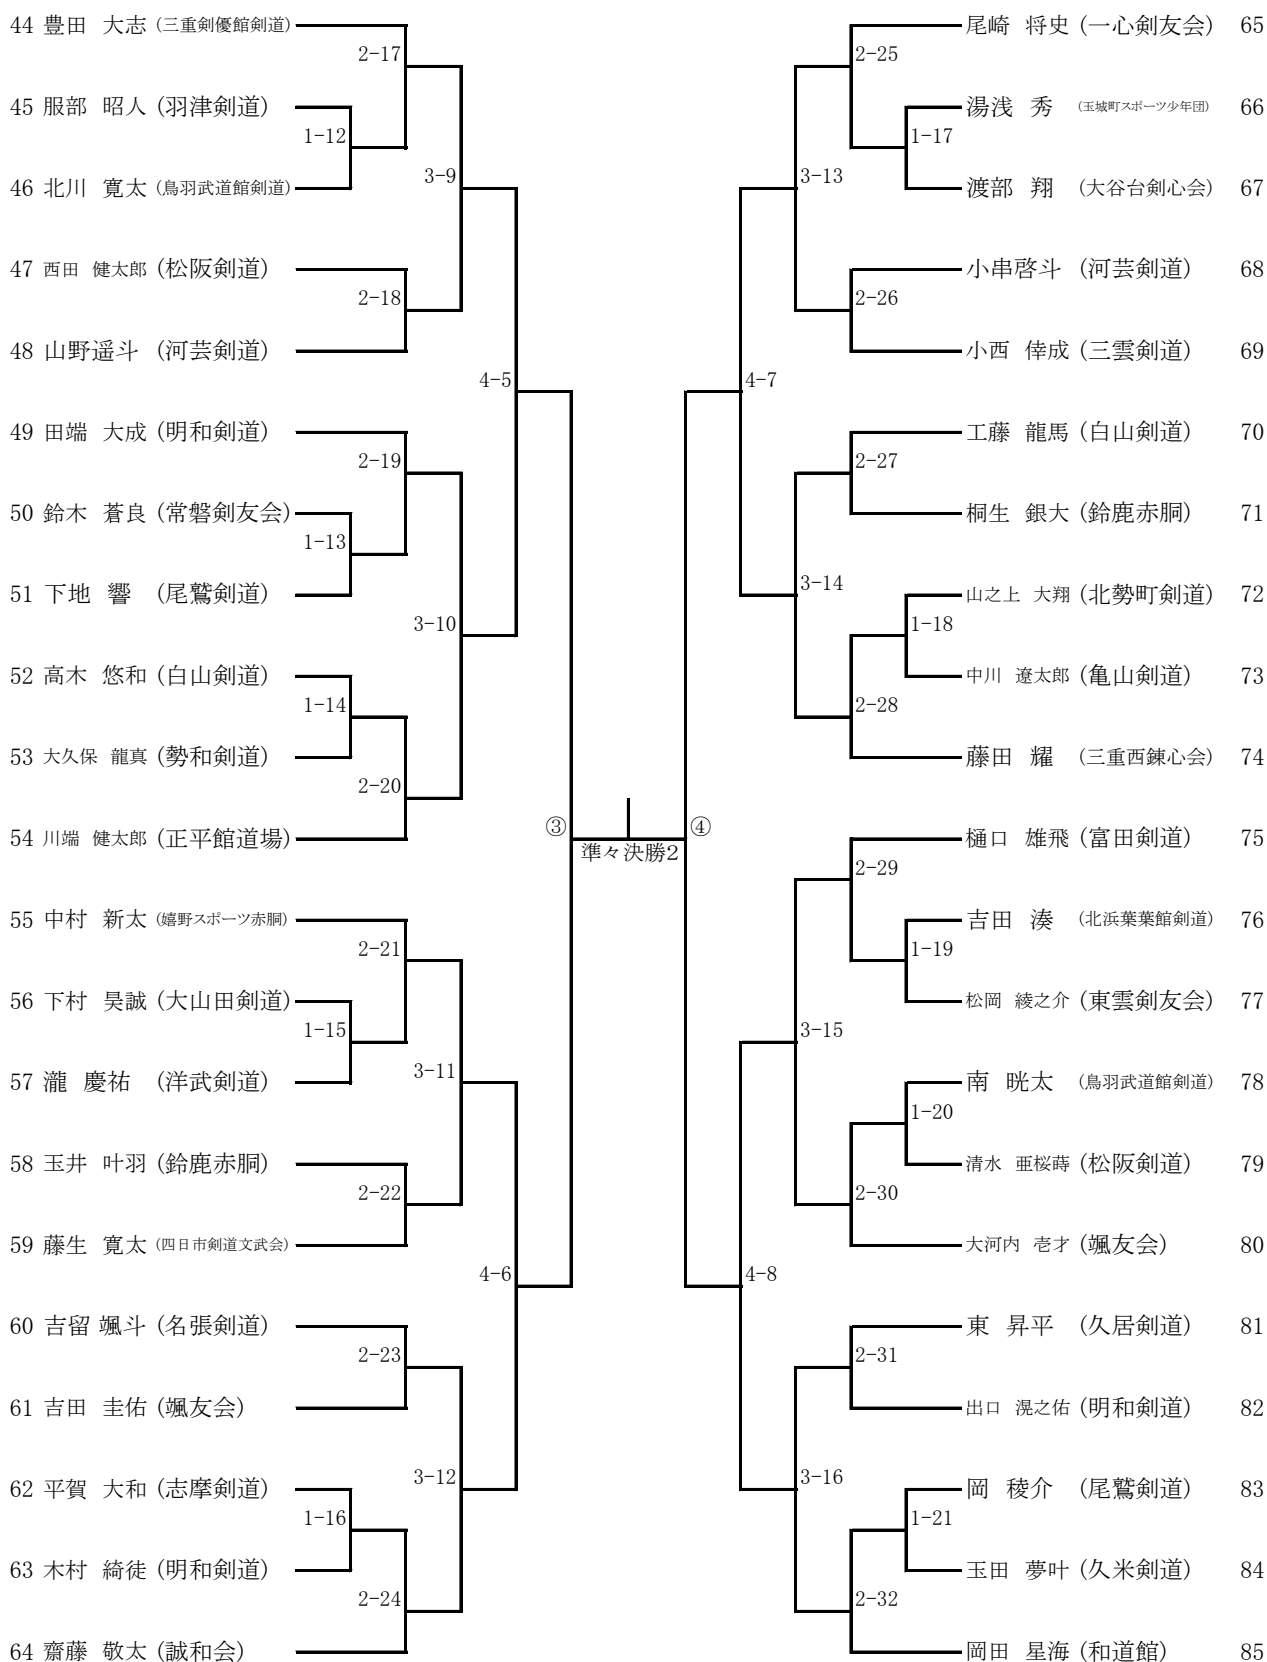 44 豊田 大志 (三重剣優館剣道)
2-17
45 服部 昭人 (羽津剣道)
1-12
46 北川 寛太 (鳥羽武道館剣道)
3-9
47 西田 健太郎 (松阪剣道)
2-18
48 山野遥斗 (河芸剣道)
4-5
49 田端 大成 (明和剣道)
2-19
50 鈴木 蒼良 (常磐剣友会)
1-13
51 下地 響 (尾鷲剣道)
3-10
52 高木 悠和 (白山剣道)
1-14
53 大久保 龍真 (勢和剣道)
2-20
54 川端 健太郎 (正平館道場)
③
55 中村 新太 (嬉野スポーツ赤胴)
2-21
56 下村 昊誠 (大山田剣道)
1-15
57 瀧 慶祐 (洋武剣道)
3-11
58 玉井 叶羽 (鈴鹿赤胴)
2-22
59 藤生 寛太 (四日市剣道文武会)
4-6
60 吉留 颯斗 (名張剣道)
2-23
61 吉田 圭佑 (颯友会)
3-12
62 平賀 大和 (志摩剣道)
1-16
63 木村 綺徒 (明和剣道)
2-24
64 齋藤 敬太 (誠和会)
準々決勝2
尾崎 将史 (一心剣友会) 65
2-25
湯浅 秀 (玉城町スポーツ少年団) 66
1-17
渡部 翔 (大谷台剣心会) 67
3-13
小串啓斗 (河芸剣道) 68
2-26
小西 倖成 (三雲剣道) 69
4-7
工藤 龍馬 (白山剣道) 70
2-27
桐生 銀大 (鈴鹿赤胴) 71
3-14
山之上 大翔 (北勢町剣道) 72
1-18
中川 遼太郎 (亀山剣道) 73
2-28
藤田 耀 (三重西錬心会) 74
④
樋口 雄飛 (富田剣道) 75
2-29
吉田 湊 (北浜葉葉館剣道) 76
1-19
松岡 綾之介 (東雲剣友会) 77
3-15
南 晄太 (鳥羽武道館剣道) 78
1-20
清水 亜桜蒔 (松阪剣道) 79
2-30
大河内 壱才 (颯友会) 80
4-8
東 昇平 (久居剣道) 81
2-31
出口 滉之佑 (明和剣道) 82
3-16
岡 稜介 (尾鷲剣道) 83
1-21
玉田 夢叶 (久米剣道) 84
2-32
岡田 星海 (和道館) 85